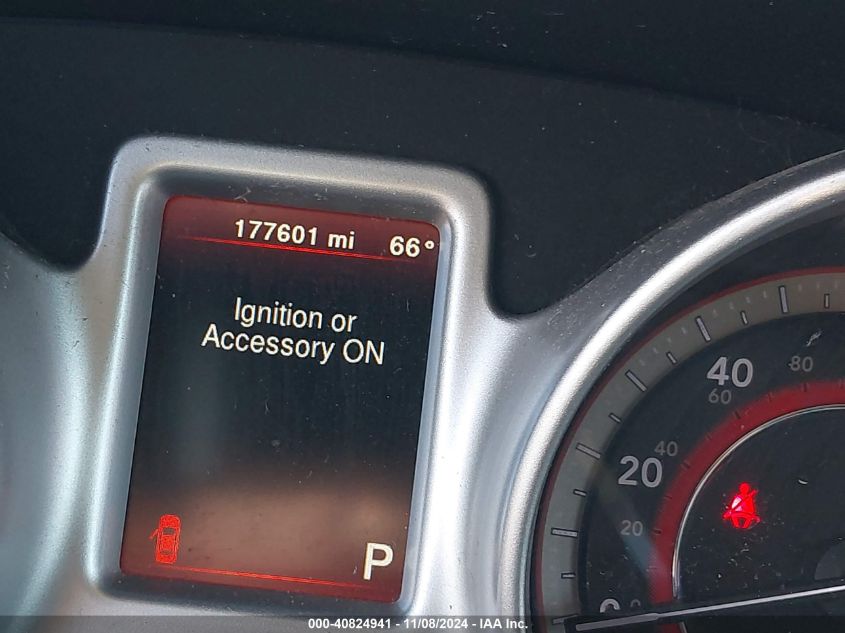 177601 mi 66°
Ignition or
Accessory ON
P
40
80
60
20
40
20
0
000-40824941 - 11/08/2024 - IAA Inc.